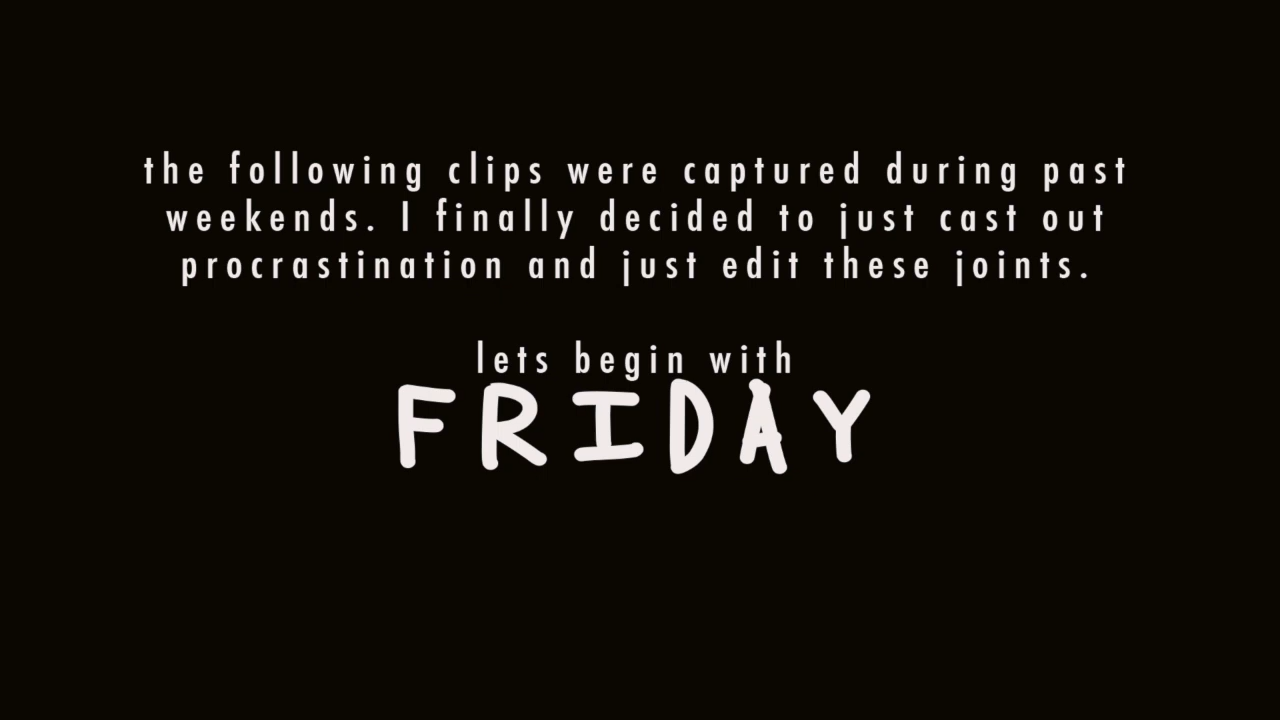 the following clips were captured during past
weekends. I finally decided to just cast out
procrastination and just edit these joints.
lets begin with
FRIDAY